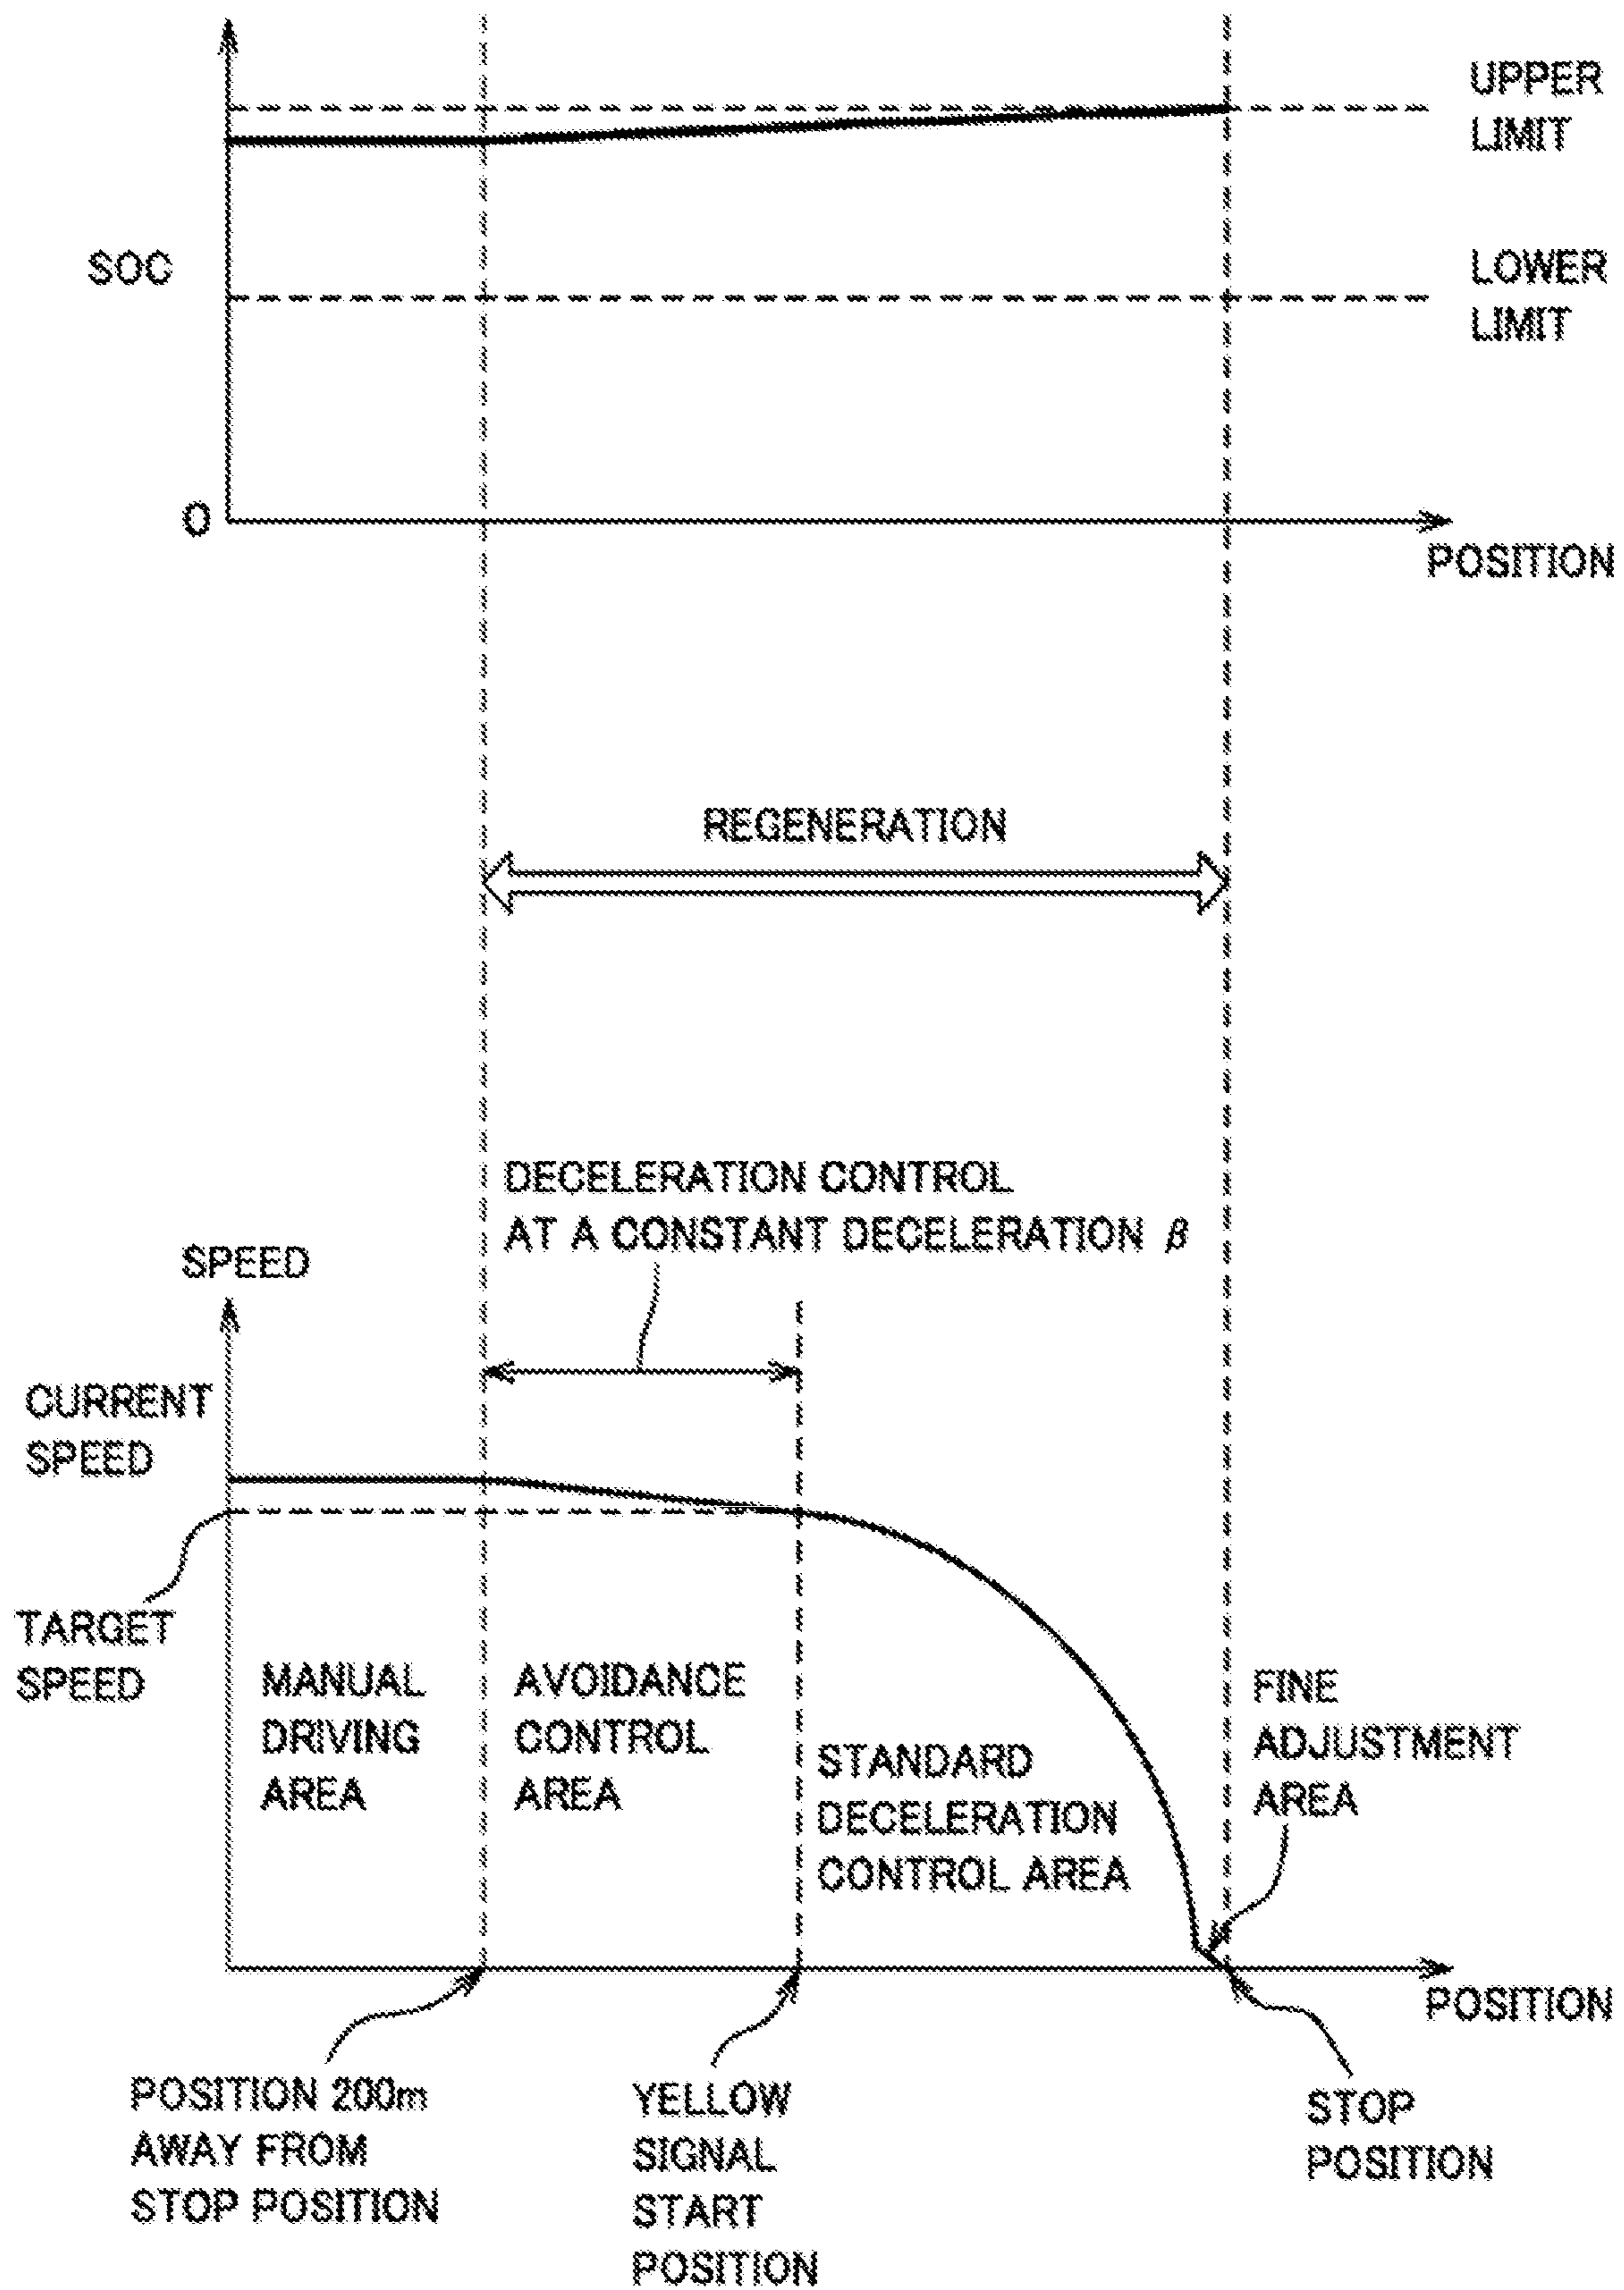 UPPER
LIMIT
SOC
LOWER
LIMIT
O
POSITION
REGENERATION
DECELERATION CONTROL
AT A CONSTANT DECELERATION β
SPEED
CURRENT
SPEED
TARGET
SPEED
MANUAL
DRIVING
AREA
AVOIDANCE
CONTROL
AREA
STANDARD
DECELERATION
CONTROL AREA
FINE
ADJUSTMENT
AREA
POSITION
POSITION 200m
AWAY FROM
STOP POSITION
YELLOW
SIGNAL
START
POSITION
STOP
POSITION